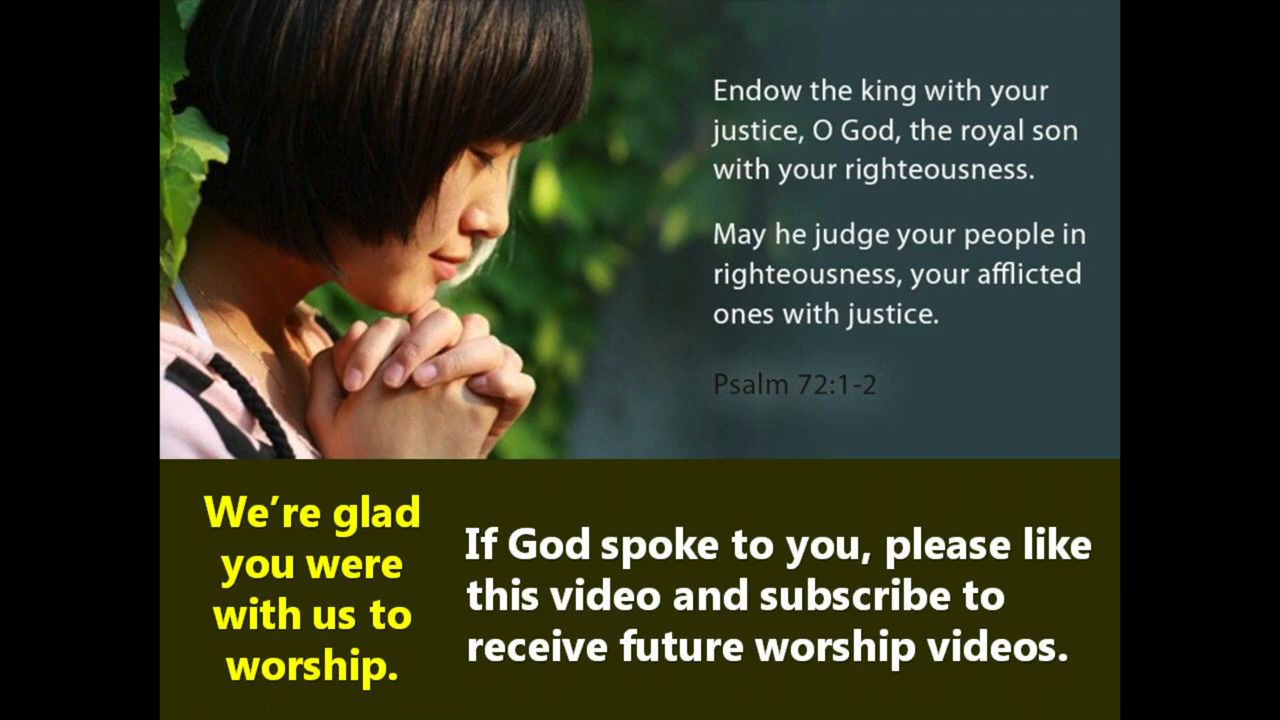 Endow the king with your
justice, O God, the royal son
with your righteousness.
May he judge your people in
righteousness, your afflicted
ones with justice.
Psalm 72:1-2
We're glad
you were
with us to
worship.
If God spoke to you, please like
this video and subscribe to
receive future worship videos.